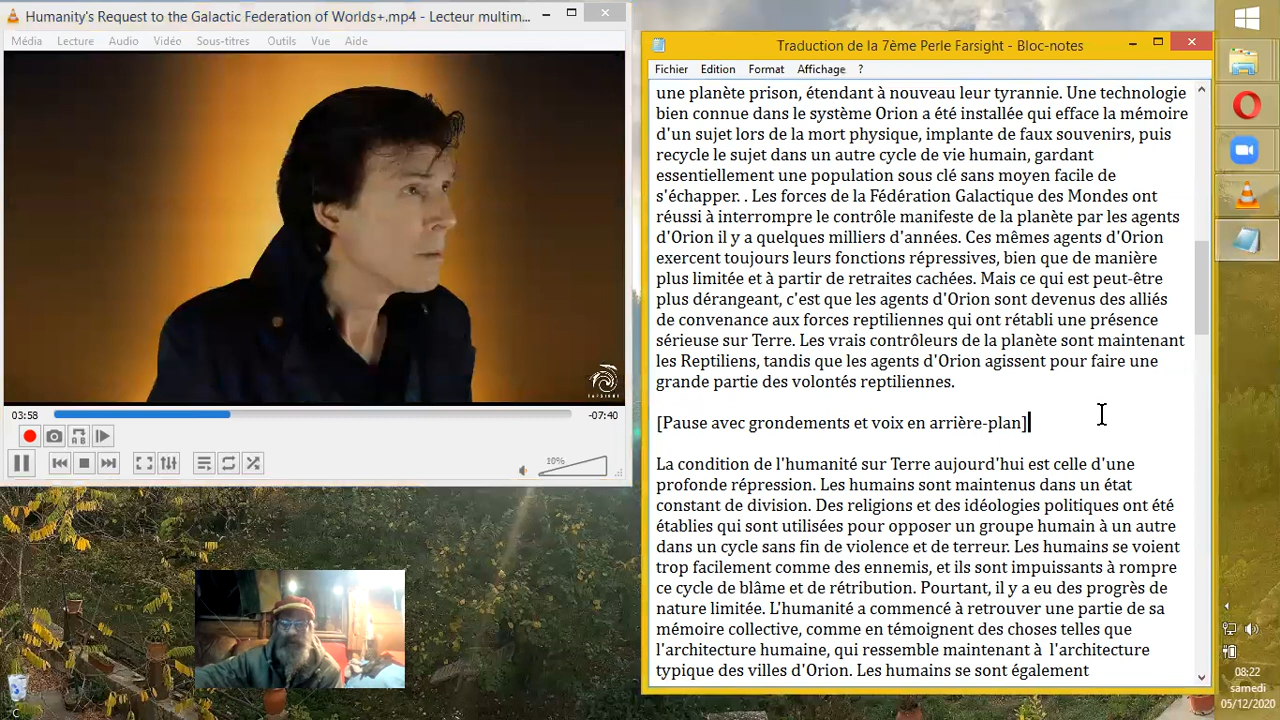 Humanity's Request to the Galactic Federation of Worlds+.mp4 - Lecteur multim...
Média Lecture Audio Vidéo Sous-titres Outils Vue Aide
FARSIGHT
03:58
-07:40
10%
Traduction de la 7ème Perle Farsight - Bloc-notes
Fichier Edition Format Affichage ?
une planète prison, étendant à nouveau leur tyrannie. Une technologie
bien connue dans le système Orion a été installée qui efface la mémoire
d'un sujet lors de la mort physique, implante de faux souvenirs, puis
recycle le sujet dans un autre cycle de vie humain, gardant
essentiellement une population sous clé sans moyen facile de
s'échapper. . Les forces de la Fédération Galactique des Mondes ont
réussi à interrompre le contrôle manifeste de la planète par les agents
d'Orion il y a quelques milliers d'années. Ces mêmes agents d'Orion
exercent toujours leurs fonctions répressives, bien que de manière
plus limitée et à partir de retraites cachées. Mais ce qui est peut-être
plus dérangeant, c'est que les agents d'Orion sont devenus des alliés
de convenance aux forces reptiliennes qui ont rétabli une présence
sérieuse sur Terre. Les vrais contrôleurs de la planète sont maintenant
les Reptiliens, tandis que les agents d'Orion agissent pour faire une
grande partie des volontés reptiliennes.
[Pause avec grondements et voix en arrière-plan]
La condition de l'humanité sur Terre aujourd'hui est celle d'une
profonde répression. Les humains sont maintenus dans un état
constant de division. Des religions et des idéologies politiques ont été
établies qui sont utilisées pour opposer un groupe humain à un autre
dans un cycle sans fin de violence et de terreur. Les humains se voient
trop facilement comme des ennemis, et ils sont impuissants à rompre
ce cycle de blâme et de rétribution. Pourtant, il y a eu des progrès de
nature limitée. L'humanité a commencé à retrouver une partie de sa
mémoire collective, comme en témoignent des choses telles que
l'architecture humaine, qui ressemble maintenant à l'architecture
typique des villes d'Orion. Les humains se sont également
C
08:22
samedi
05/12/2020